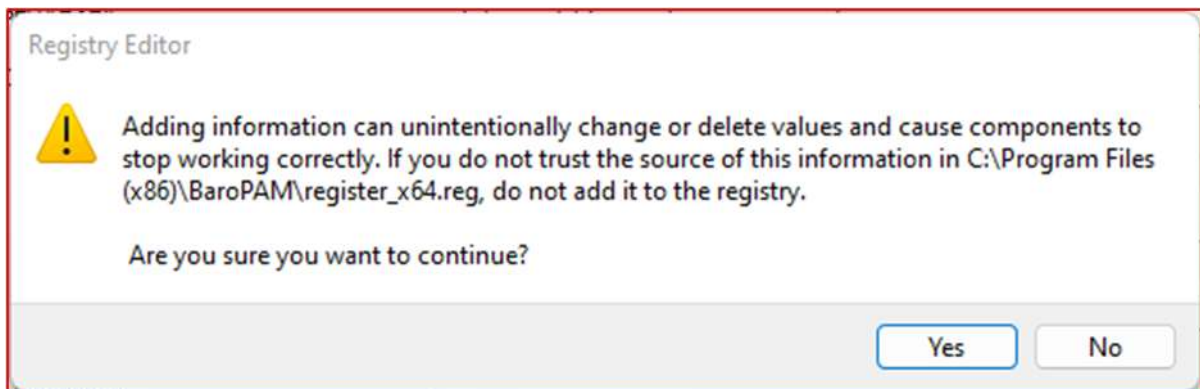 Registry Editor
Adding information can unintentionally change or delete values and cause components to
stop working correctly. If you do not trust the source of this information in C:\Program Files
(x86)\BaroPAM\register_x64.reg, do not add it to the registry.
Are you sure you want to continue?
Yes No